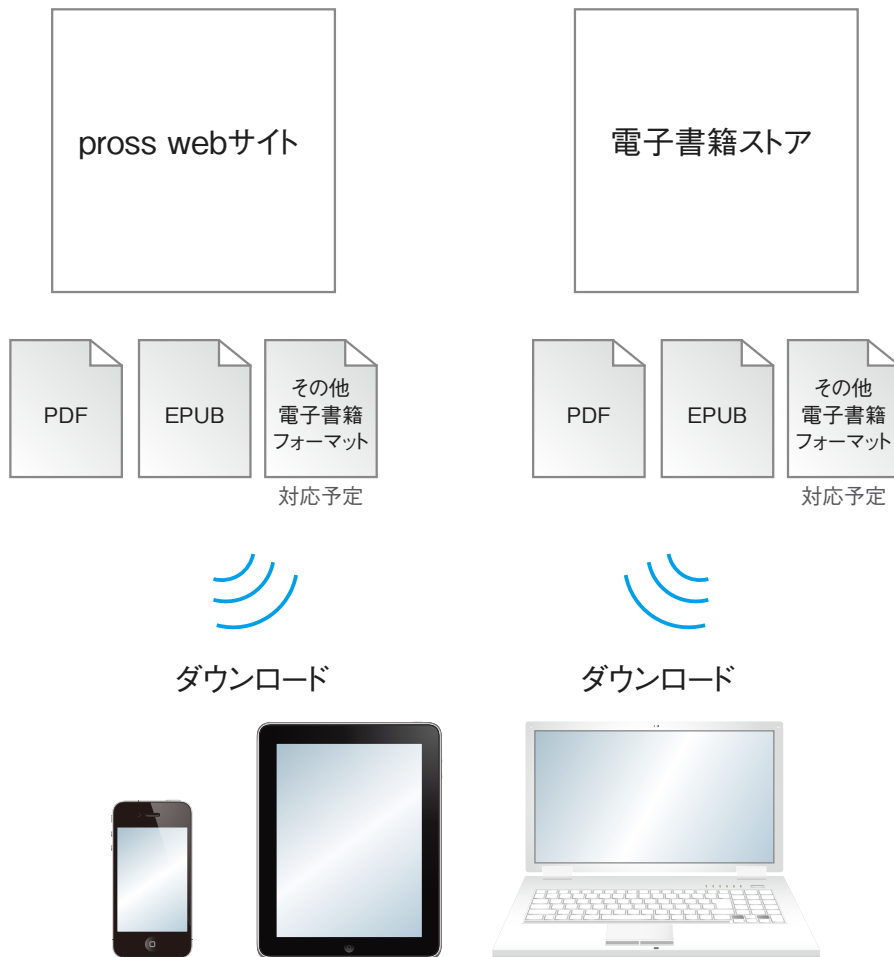 pross webサイト
電子書籍ストア
PDF
EPUB
その他
電子書籍
フォーマット
対応予定
PDF
EPUB
その他
電子書籍
フォーマット
対応予定
ダウンロード
ダウンロード